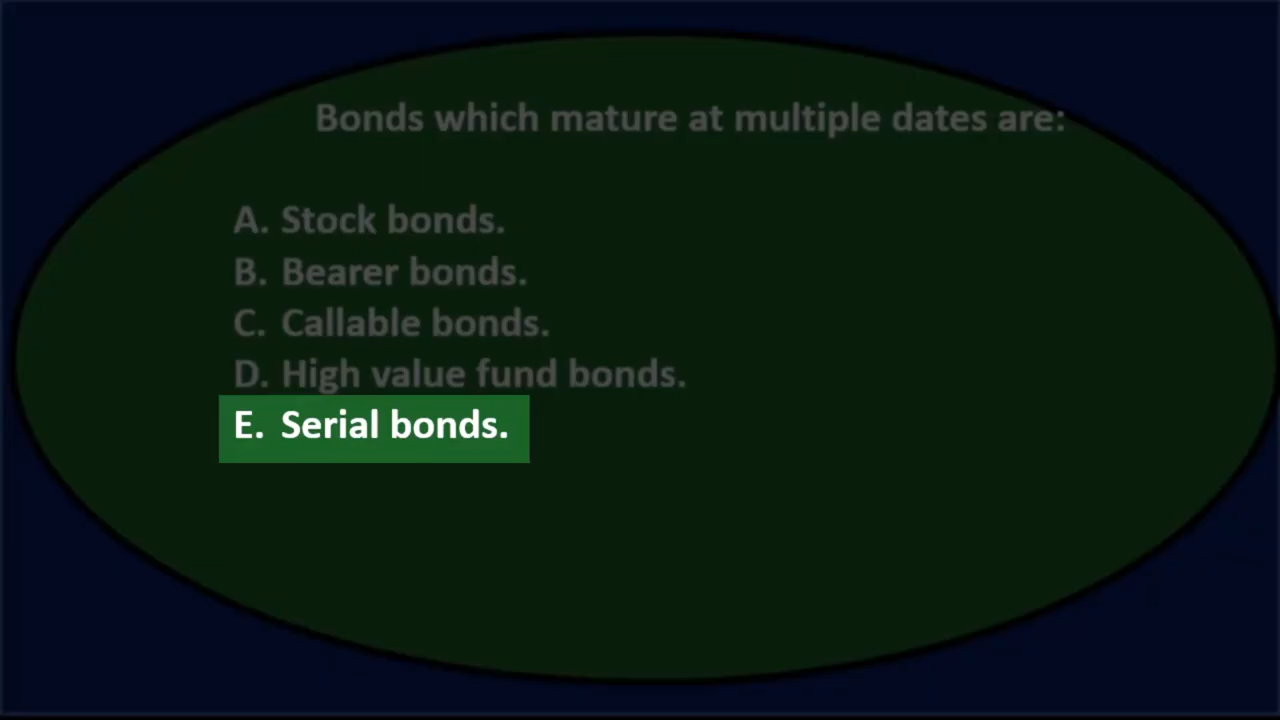 Bonds which mature at multiple dates are:
A. Stock bonds.
B. Bearer bonds.
C. Callable bonds.
D. High value fund bonds.
E. Serial bonds.